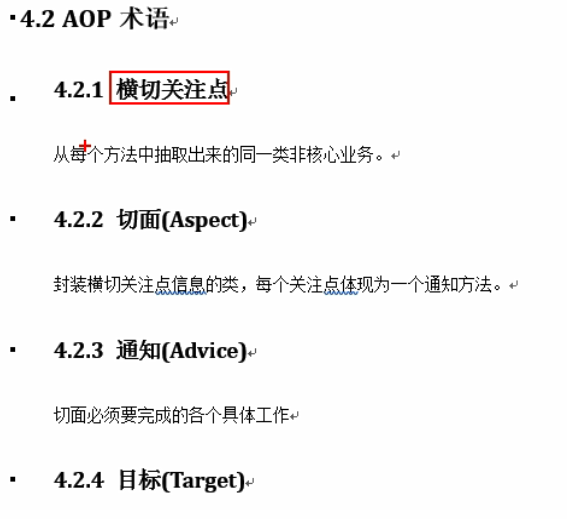 4.2 AOP 术语
4.2.1 横切关注点
从每个方法中抽取出来的同一类非核心业务。
4.2.2 切面(Aspect)
封装横切关注点信息的类，每个关注点体现为一个通知方法。
4.2.3 通知(Advice)
切面必须要完成的各个具体工作
4.2.4 目标(Target)